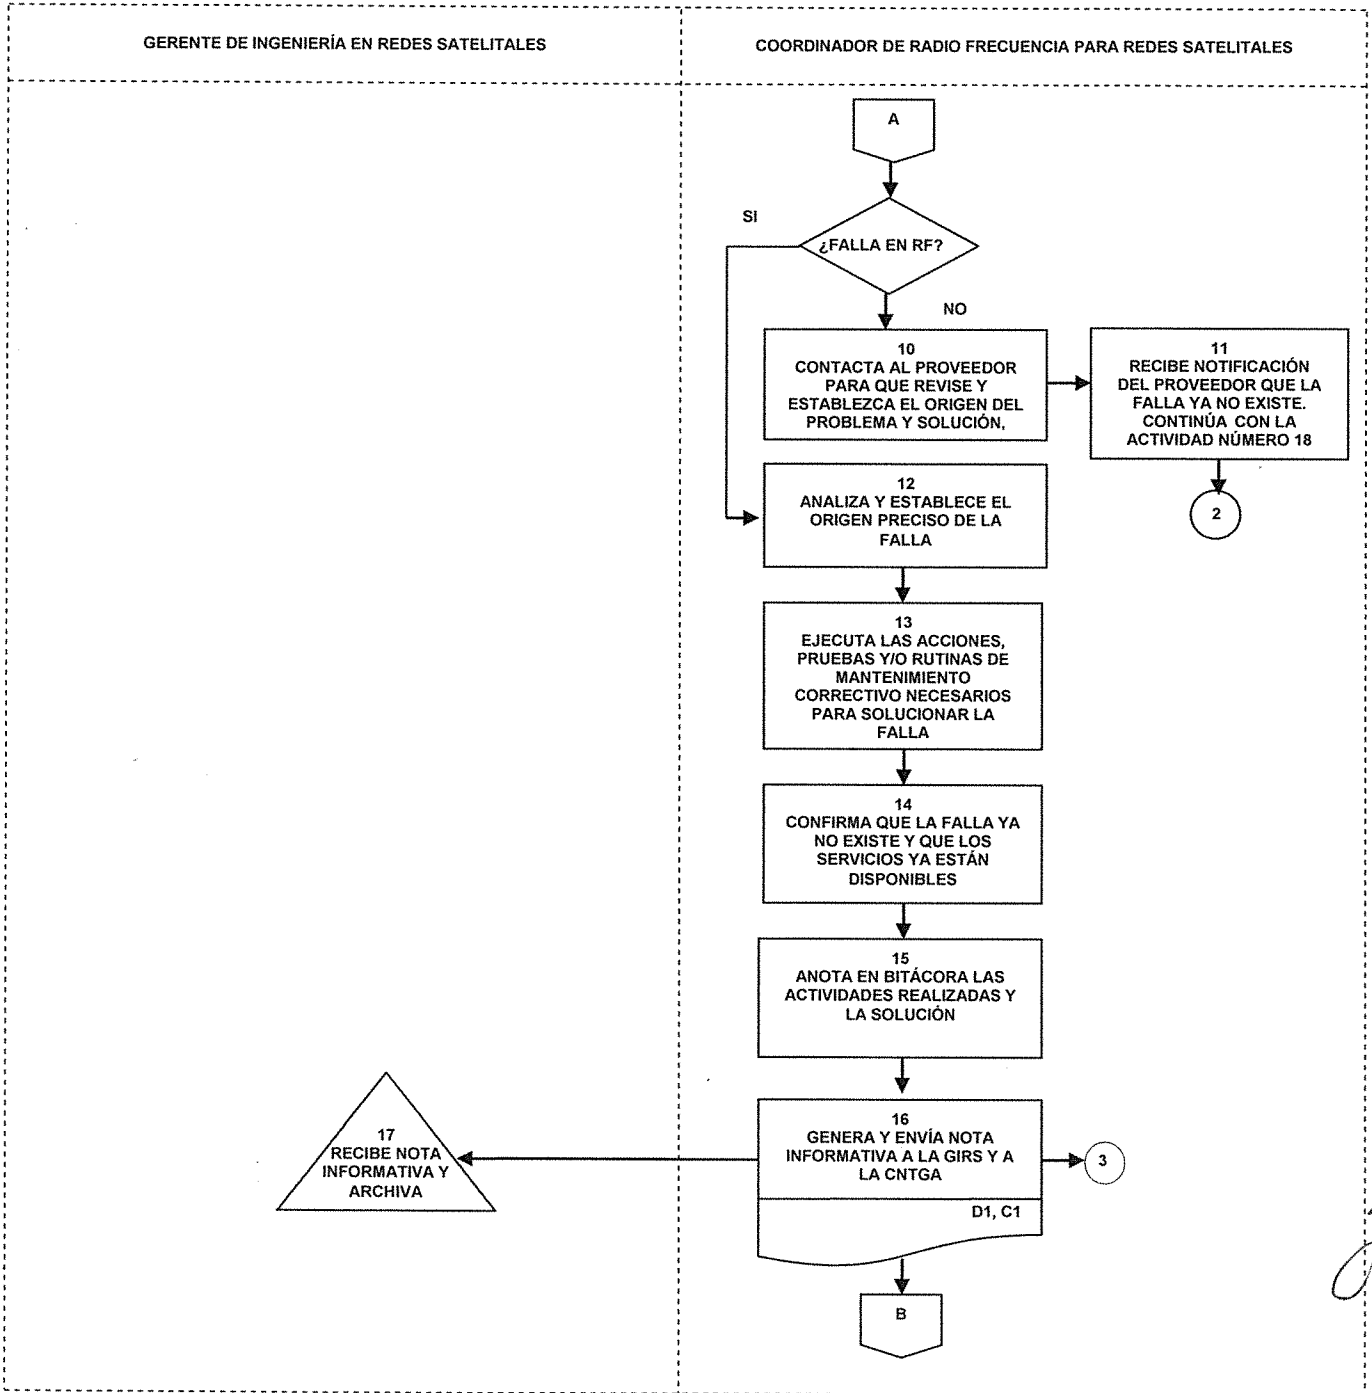 GERENTE DE INGENIERÍA EN REDES SATELITALES
COORDINADOR DE RADIO FRECUENCIA PARA REDES SATELITALES
A
SI
¿FALLA EN RF?
NO
10
CONTACTA AL PROVEEDOR
PARA QUE REVISE Y
ESTABLEZCA EL ORIGEN DEL
PROBLEMA Y SOLUCIÓN,
11
RECIBE NOTIFICACIÓN
DEL PROVEEDOR QUE LA
FALLA YA NO EXISTE.
CONTINÚA CON LA
ACTIVIDAD NÚMERO 18
2
12
ANALIZA Y ESTABLECE EL
ORIGEN PRECISO DE LA
FALLA
13
EJECUTA LAS ACCIONES,
PRUEBAS Y/O RUTINAS DE
MANTENIMIENTO
CORRECTIVO NECESARIOS
PARA SOLUCIONAR LA
FALLA
14
CONFIRMA QUE LA FALLA YA
NO EXISTE Y QUE LOS
SERVICIOS YA ESTÁN
DISPONIBLES
15
ANOTA EN BITÁCORA LAS
ACTIVIDADES REALIZADAS Y
LA SOLUCIÓN
16
GENERA Y ENVÍA NOTA
INFORMATIVA A LA GIRS Y A
LA CNTGA
D1, C1
3
17
RECIBE NOTA
INFORMATIVA Y
ARCHIVA
B